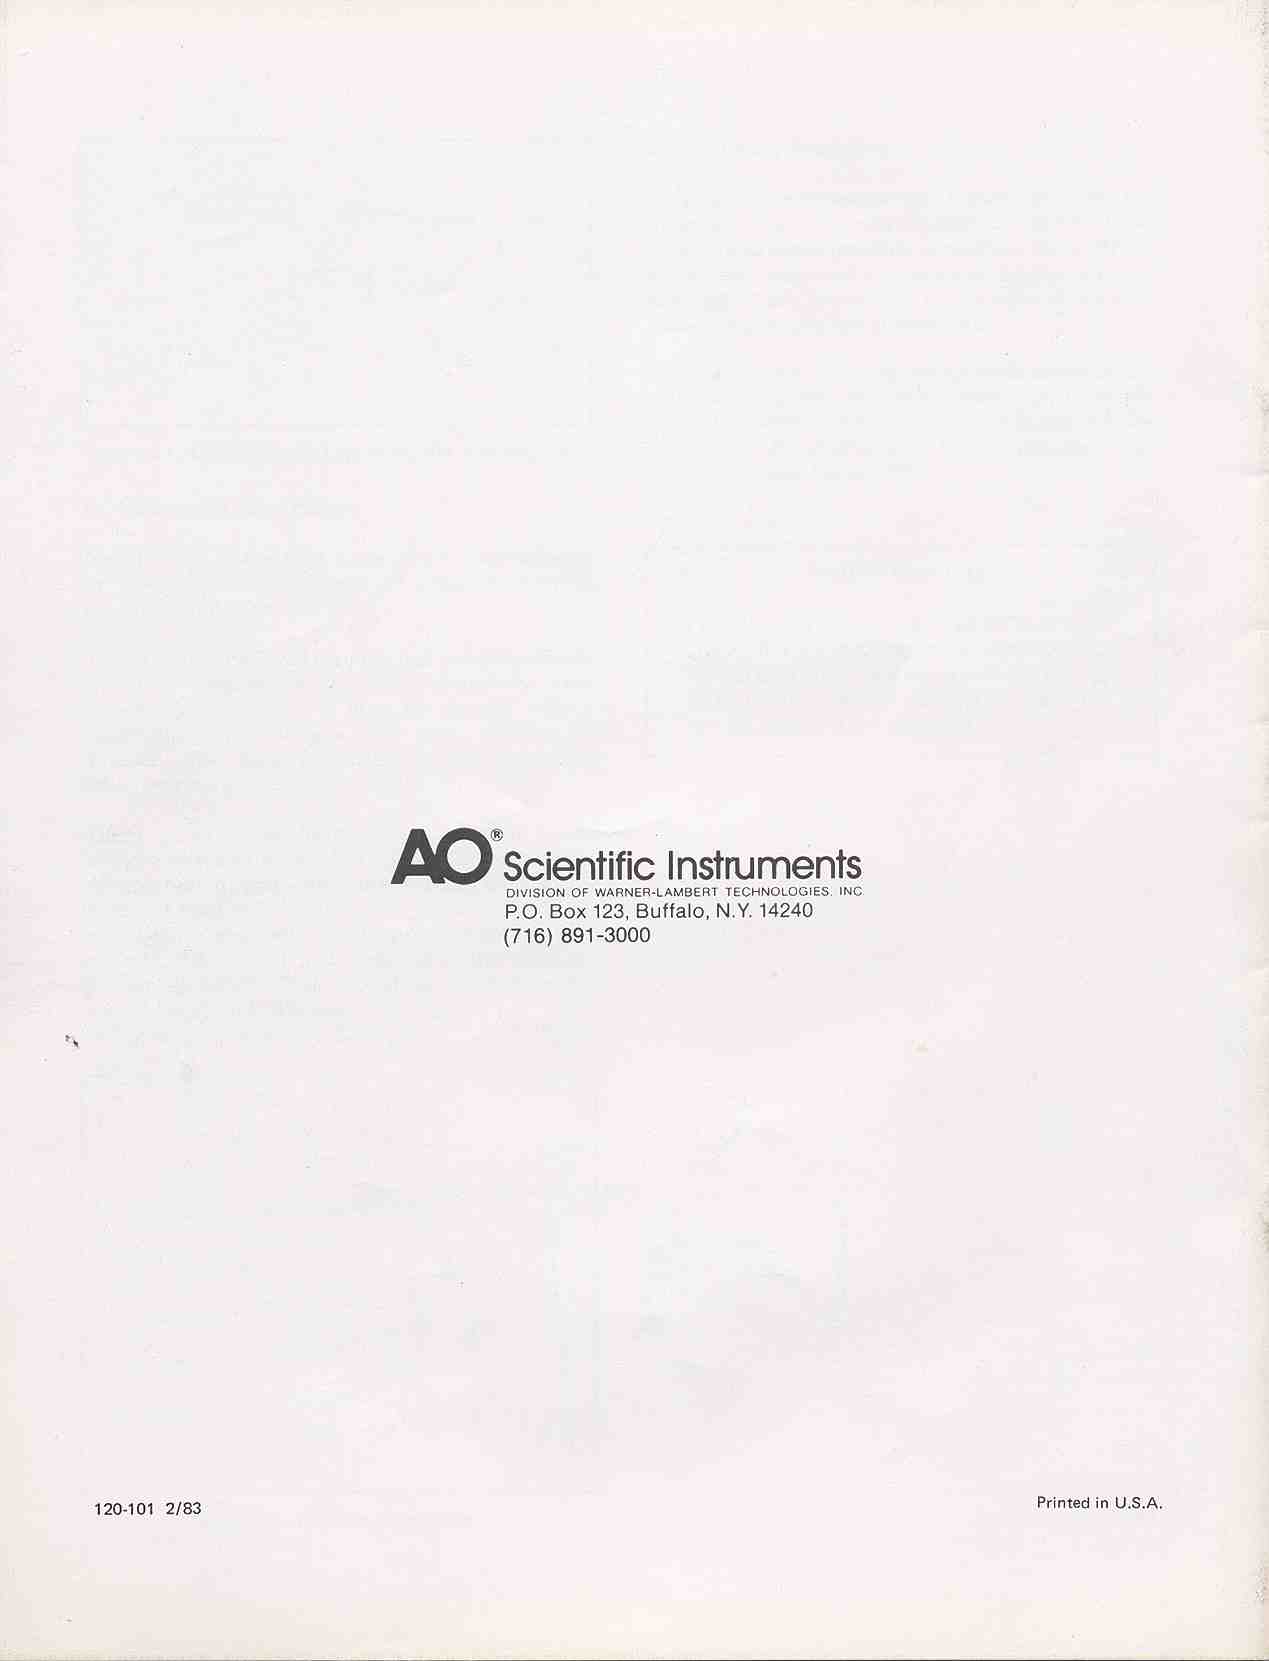 AO® Scientific Instruments
DIVISION OF WARNER-LAMBERT TECHNOLOGIES, INC.
P.O. Box 123, Buffalo, N.Y. 14240
(716) 891-3000
120-101 2/83
Printed in U.S.A.